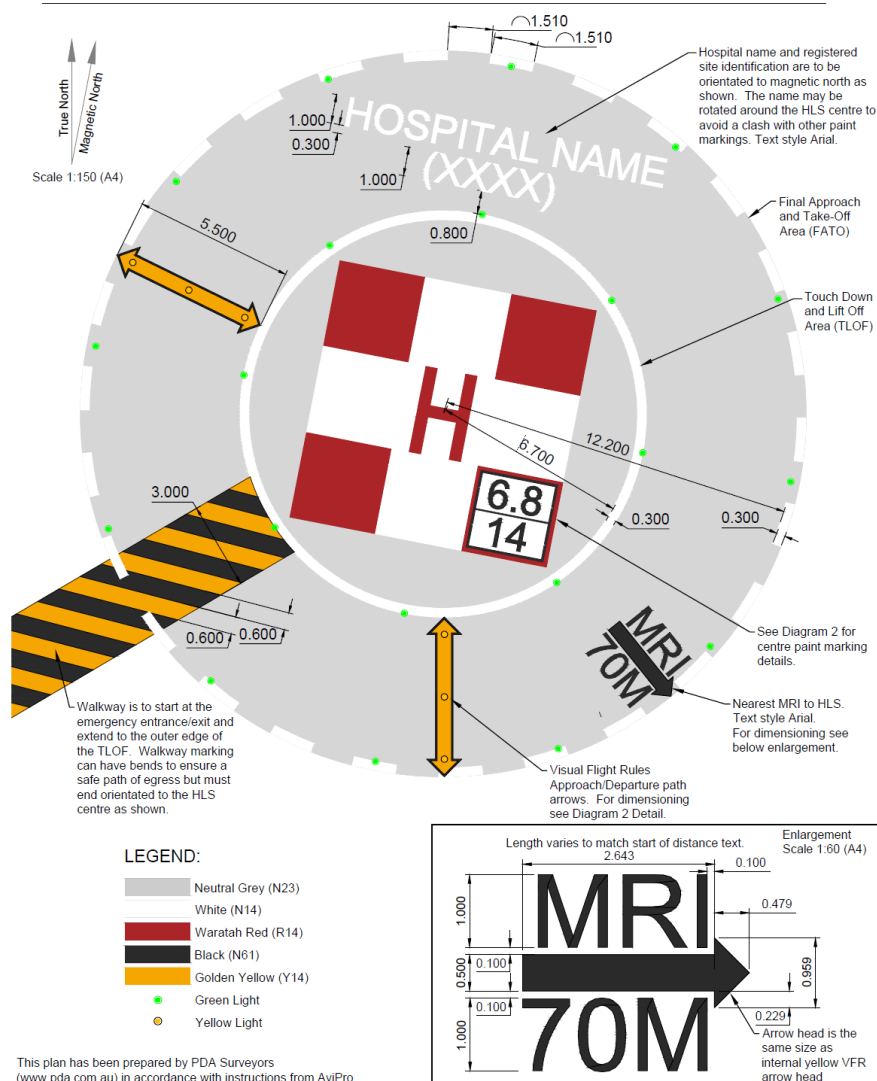 1.510
1.510
True North
Magnetic North
Scale 1:150 (A4)
Hospital name and registered
site identification are to be
orientated to magnetic north as
shown. The name may be
rotated around the HLS centre to
avoid a clash with other paint
markings. Text style Arial.
1.000
0.300
HOSPITAL NAME
(XXXX)
1.000
0.800
5.500
Final Approach
and Take-Off
Area (FATO)
Touch Down
and Lift Off
Area (TLOF)
H
12.200
6.700
6.8
14
3.000
0.300
0.300
0.600
0.600
MRI
70M
See Diagram 2 for
centre paint marking
details.
Nearest MRI to HLS.
Text style Arial.
For dimensioning see
below enlargement.
Walkway is to start at the
emergency entrance/exit and
extend to the outer edge of
the TLOF. Walkway marking
can have bends to ensure a
safe path of egress but must
end orientated to the HLS
centre as shown.
Visual Flight Rules
Approach/Departure path
arrows. For dimensioning
see Diagram 2 Detail.
LEGEND:
Neutral Grey (N23)
White (N14)
Waratah Red (R14)
Black (N61)
Golden Yellow (Y14)
Green Light
Yellow Light
Length varies to match start of distance text.
Enlargement
Scale 1:60 (A4)
2.643
0.100
0.479
1.000
MRI
0.100
0.500
0.959
0.100
0.229
1.000
70M
Arrow head is the
same size as
internal yellow VFR
arrow head
This plan has been prepared by PDA Surveyors
(www.pda.com.au) in accordance with instructions from AviPro